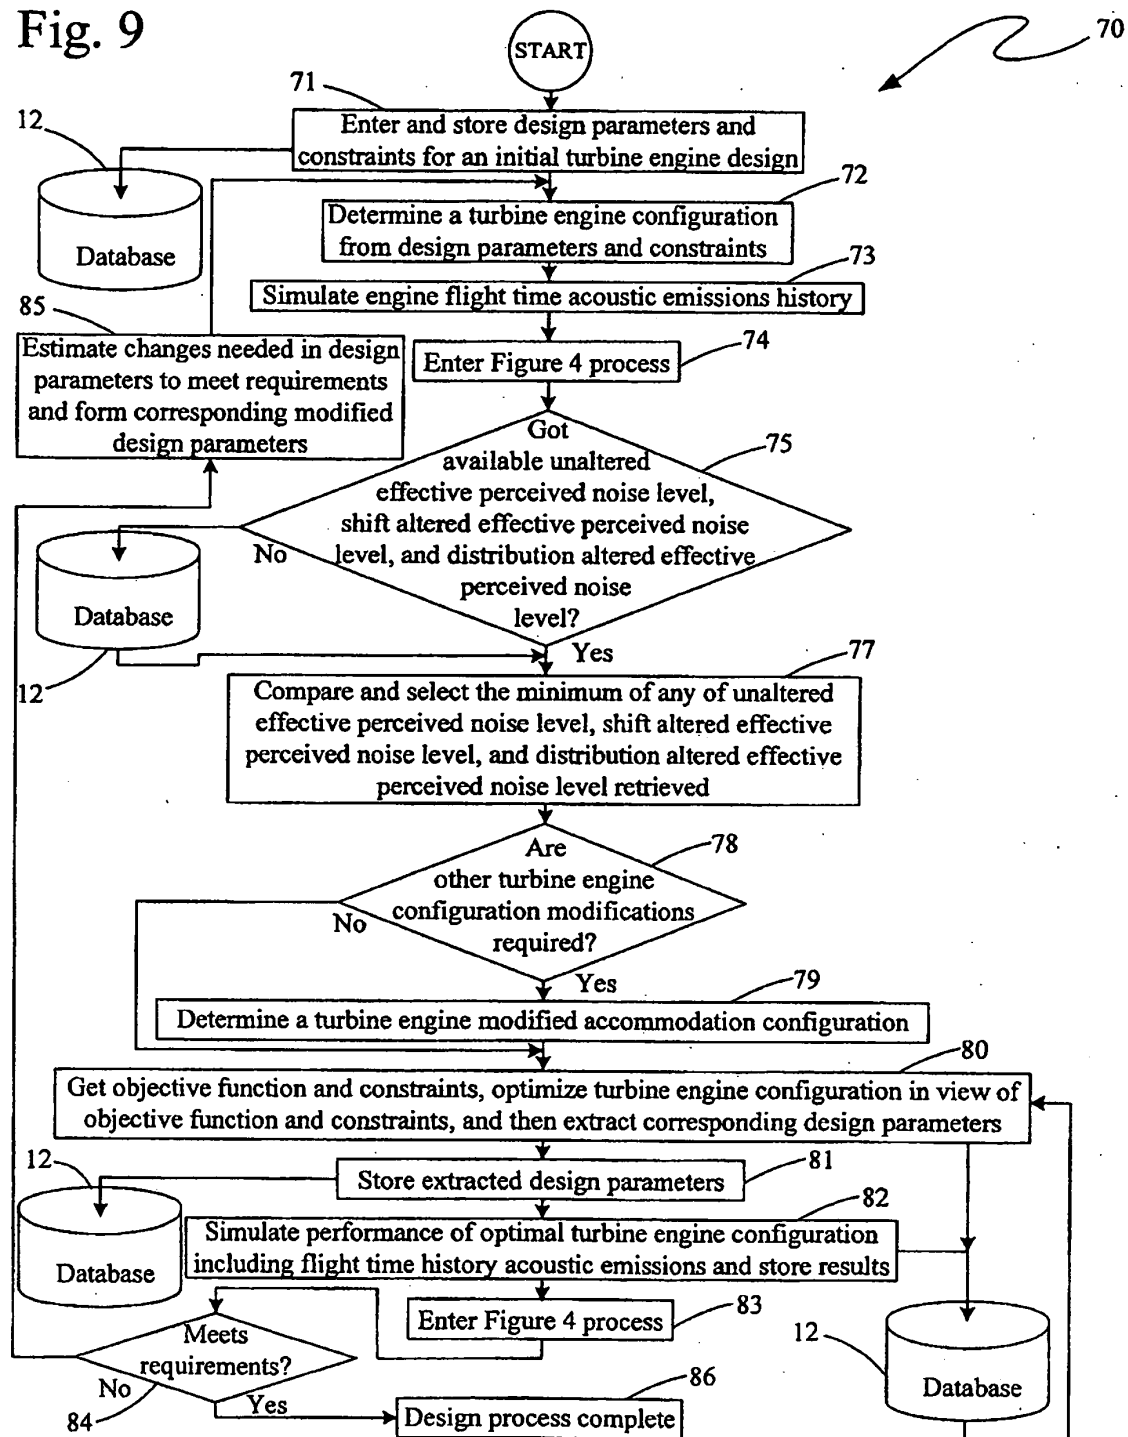 Fig. 9
70
START
71
Enter and store design parameters and
constraints for an initial turbine engine design
12
Database
72
Determine a turbine engine configuration
from design parameters and constraints
73
Simulate engine flight time acoustic emissions history
85
Estimate changes needed in design
parameters to meet requirements
and form corresponding modified
design parameters
74
Enter Figure 4 process
Got
available unaltered
effective perceived noise level,
shift altered effective perceived noise
level, and distribution altered effective
perceived noise
level?
75
No
Database
12
Yes
77
Compare and select the minimum of any of unaltered
effective perceived noise level, shift altered effective
perceived noise level, and distribution altered effective
perceived noise level retrieved
78
Are
other turbine engine
configuration modifications
required?
No
Yes
79
Determine a turbine engine modified accommodation configuration
80
Get objective function and constraints, optimize turbine engine configuration in view of
objective function and constraints, and then extract corresponding design parameters
12
Database
81
Store extracted design parameters
82
Simulate performance of optimal turbine engine configuration
including flight time history acoustic emissions and store results
Enter Figure 4 process
83
12
Database
Meets
requirements?
No
84
Yes
86
Design process complete